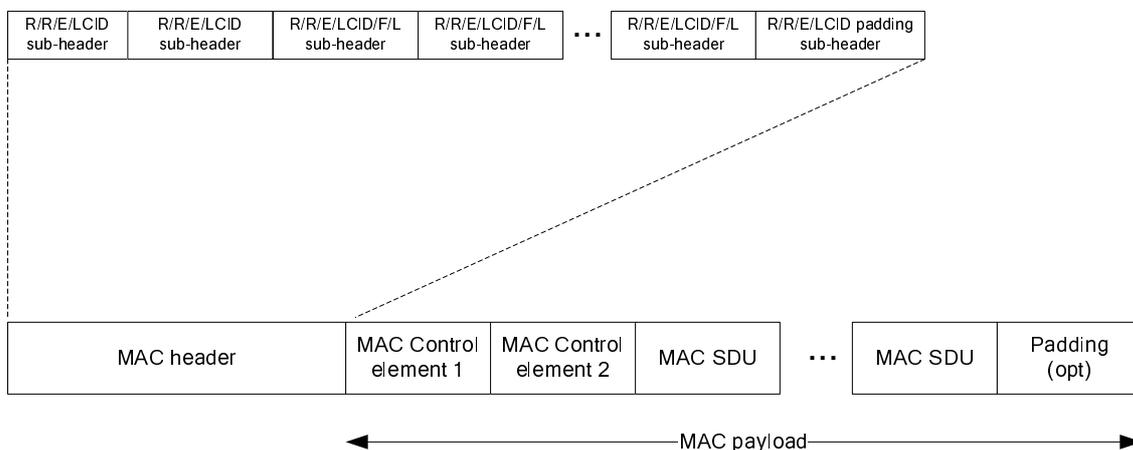 R/R/E/LCID R/R/E/LCID R/R/E/LCID/F/L R/R/E/LCID/F/L R/R/E/LCID/F/L R/R/E/LCID padding
sub-header sub-header sub-header sub-header ... sub-header sub-header
MAC header
MAC Control
element 1
MAC Control
element 2
MAC SDU
...
MAC SDU
Padding
(opt)
MAC payload